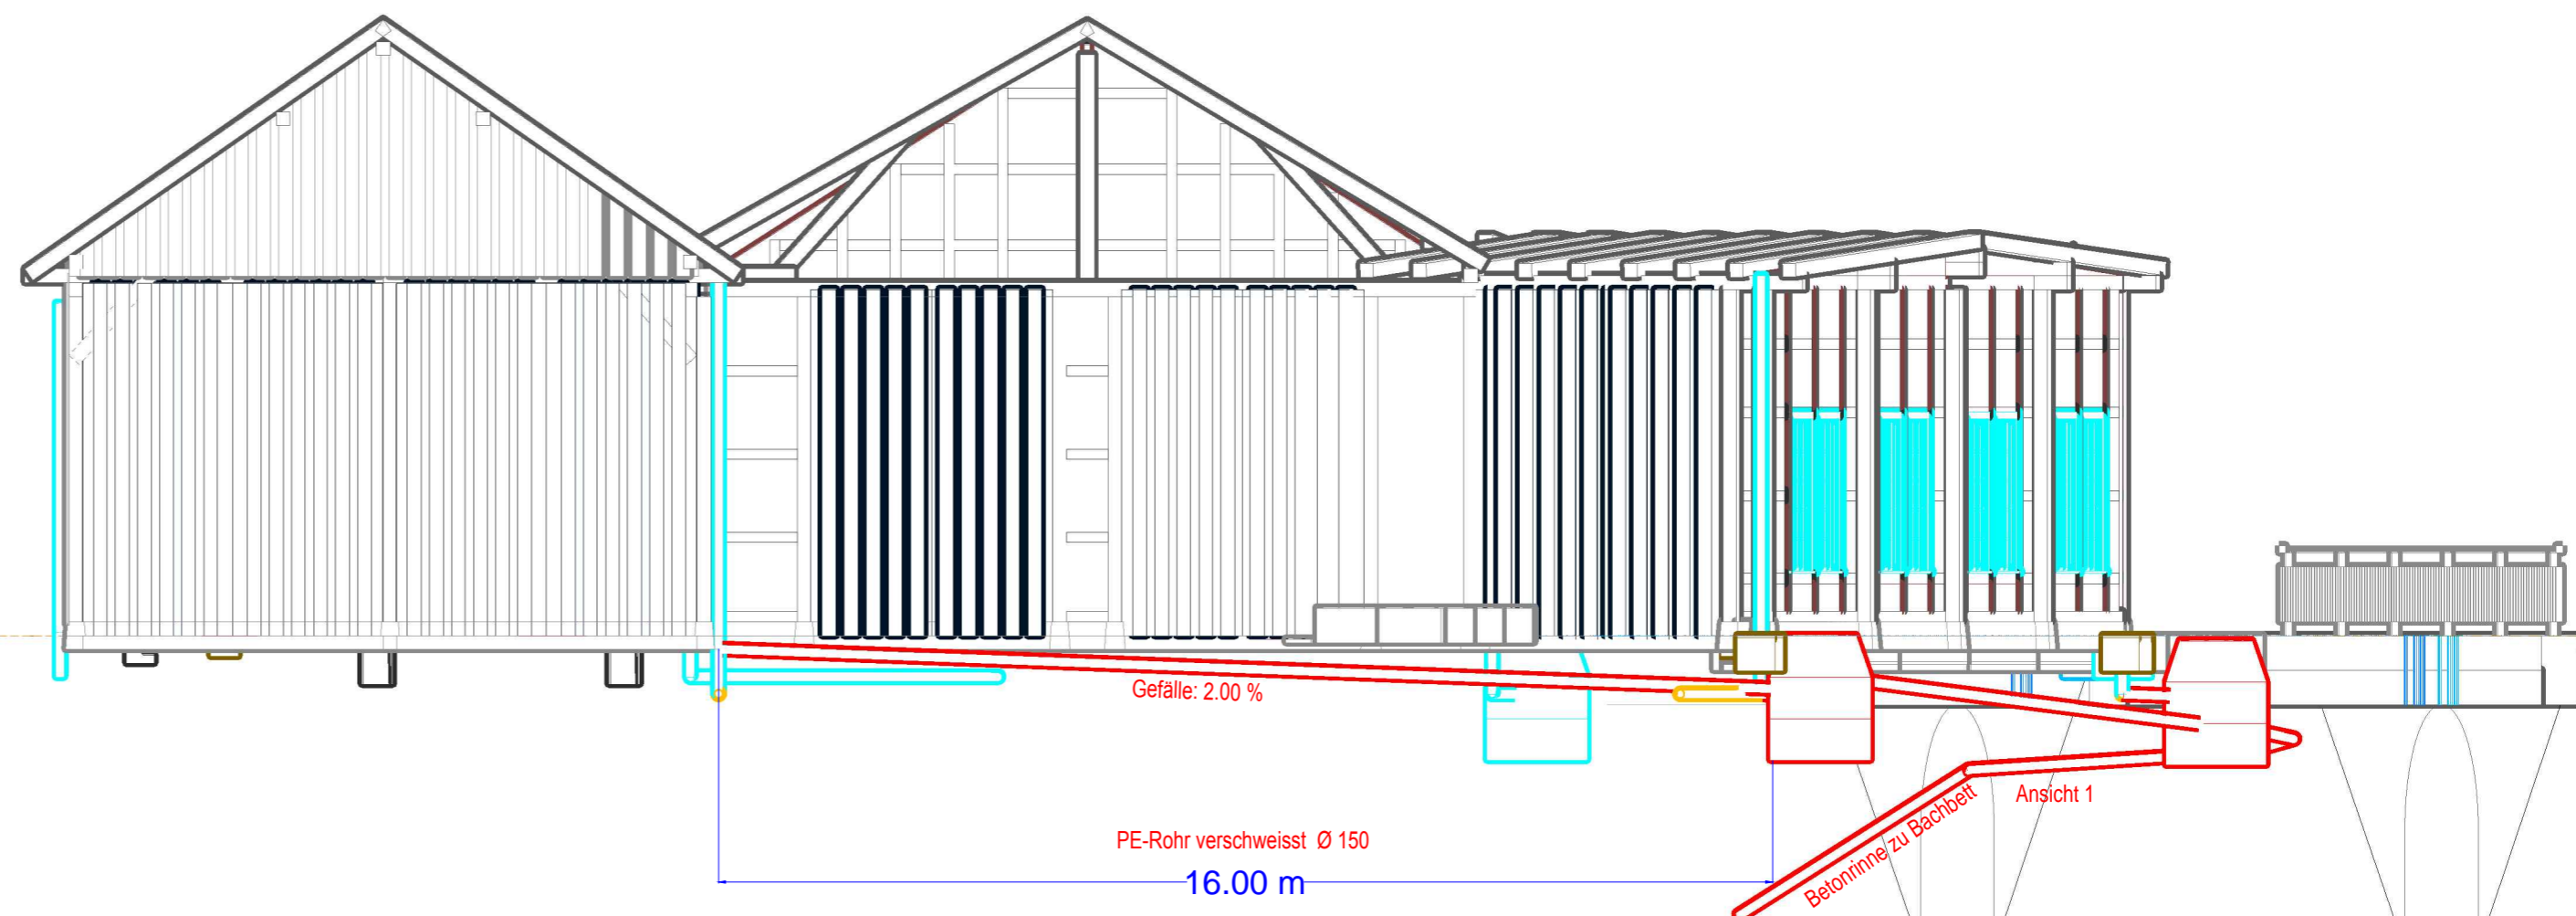 Gefälle: 2.00 %
Ansicht 1
Betonrinne zu Bachbett
PE-Rohr verschweisst Ø 150
16.00 m